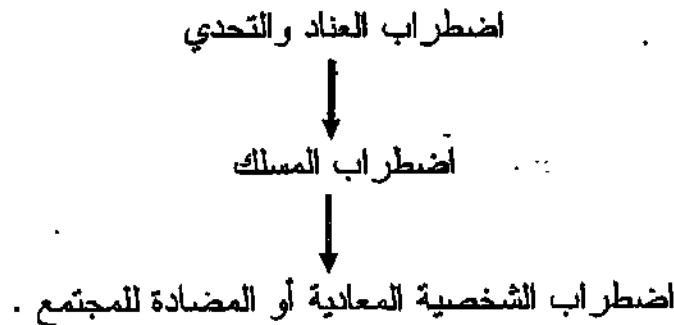 اضطراب العناد والتحدي
اضطراب المسلك
اضطراب الشخصية المعادية أو المضادة للمجتمع .